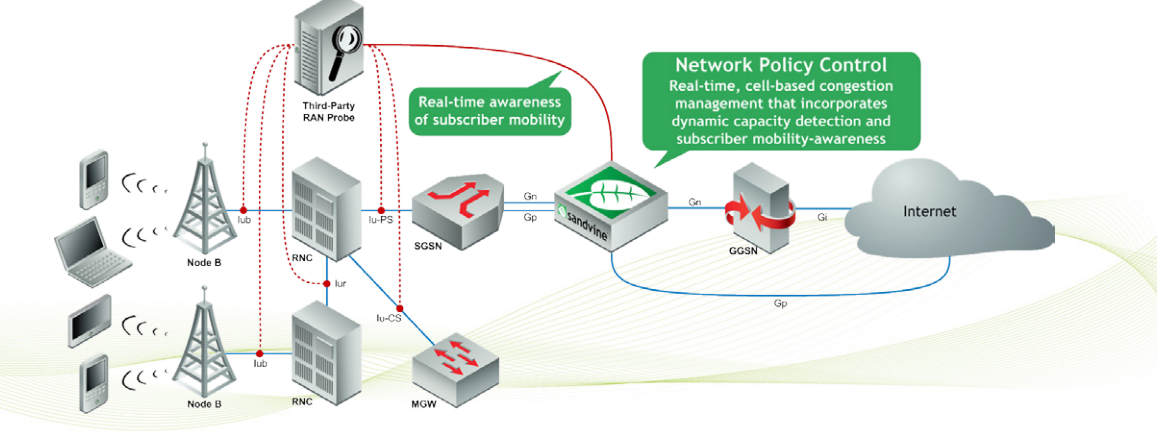 Third-Party
RAN Probe
Real-time awareness
of subscriber mobility
Network Policy Control
Real-time, cell-based congestion
management that incorporates
dynamic capacity detection and
subscriber mobility-awareness
Node B
Iub
RNC
Iu-PS
SGSN
Gn
Gp
sandvine
Gn
GGSN
Gi
Internet
Iur
Iu-CS
Gp
Node B
Iub
RNC
MGW